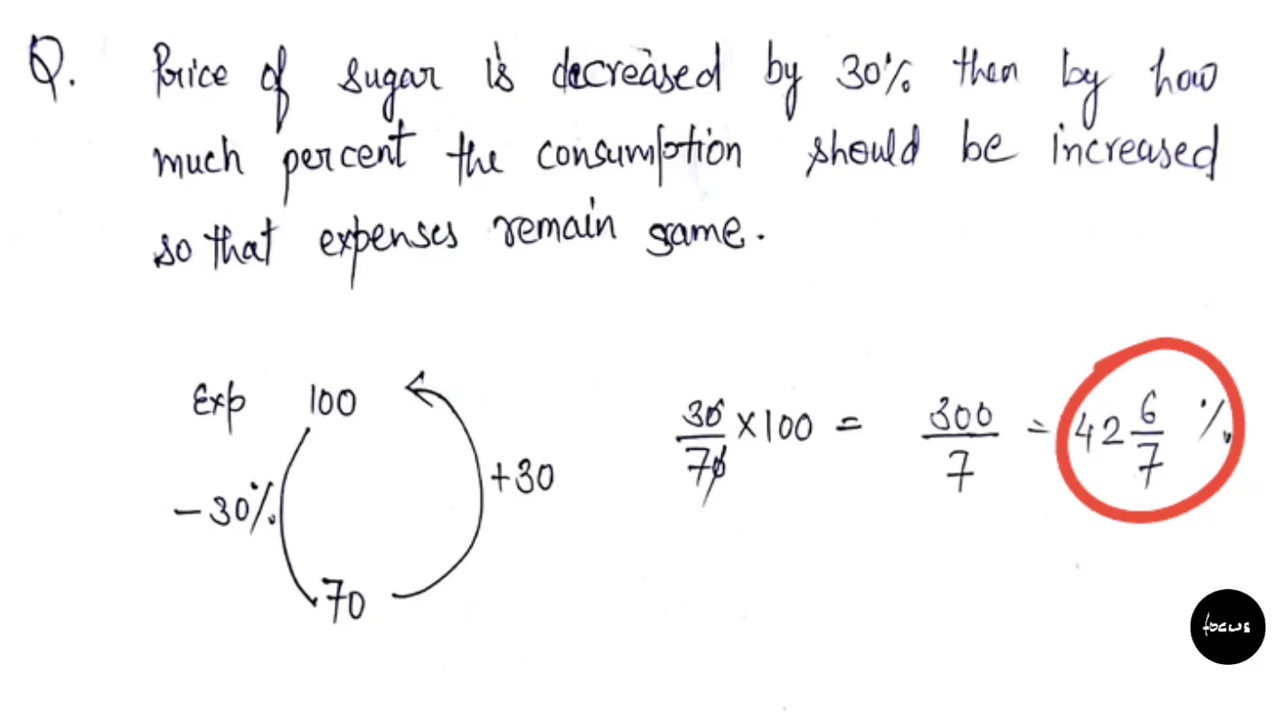 Q. Price of sugar is decreased by 30% then by how
much percent the consumption should be increased
so that expenses remain same.
Exp 100
-30%
+30
70
30/70 × 100 = 300/7 = 42 6/7 %
focus